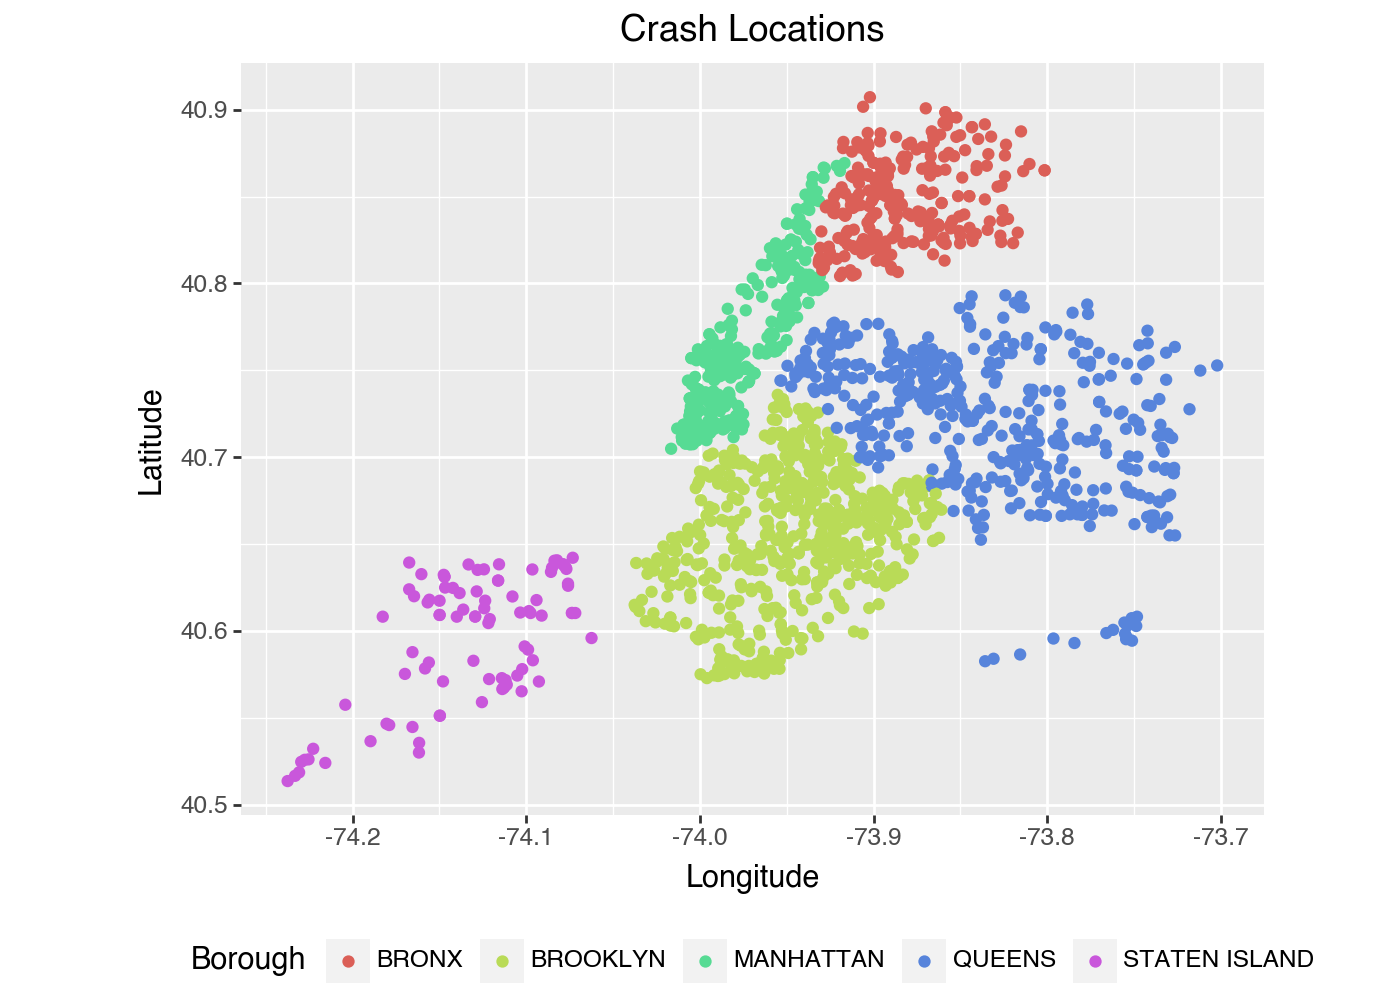 Crash Locations
40.9
40.8
40.7
40.6
40.5
Latitude
-74.2 -74.1 -74.0 -73.9 -73.8 -73.7
Longitude
Borough BRONX BROOKLYN MANHATTAN QUEENS STATEN ISLAND